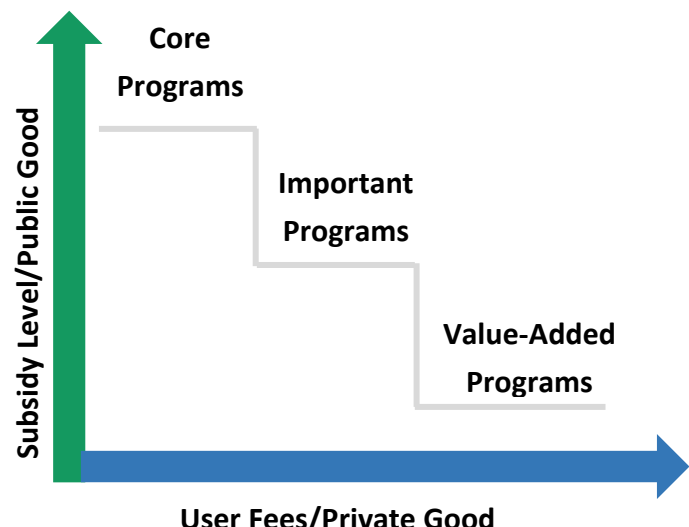 Core
Programs
Important
Programs
Value-Added
Programs
Subsidy Level/Public Good
User Fees/Private Good